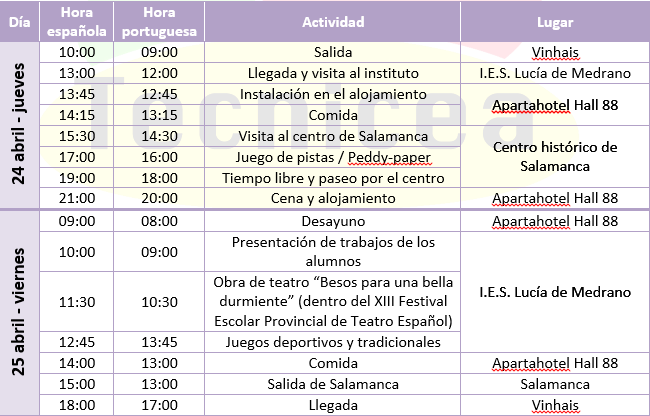 Día Hora española Hora portuguesa Actividad Lugar
24 abril - jueves
10:00 09:00 Salida Vinhais
13:00 12:00 Llegada y visita al instituto I.E.S. Lucía de Medrano
13:45 12:45 Instalación en el alojamiento Apartahotel Hall 88
14:15 13:15 Comida
15:30 14:30 Visita al centro de Salamanca Centro histórico de Salamanca
17:00 16:00 Juego de pistas / Peddy-paper
19:00 18:00 Tiempo libre y paseo por el centro
21:00 20:00 Cena y alojamiento Apartahotel Hall 88
25 abril - viernes
09:00 08:00 Desayuno Apartahotel Hall 88
10:00 09:00 Presentación de trabajos de los alumnos I.E.S. Lucía de Medrano
11:30 10:30 Obra de teatro “Besos para una bella durmiente” (dentro del XIII Festival Escolar Provincial de Teatro Español)
12:45 13:45 Juegos deportivos y tradicionales
14:00 13:00 Comida Apartahotel Hall 88
15:00 13:00 Salida de Salamanca Salamanca
18:00 17:00 Llegada Vinhais
Tecnicea